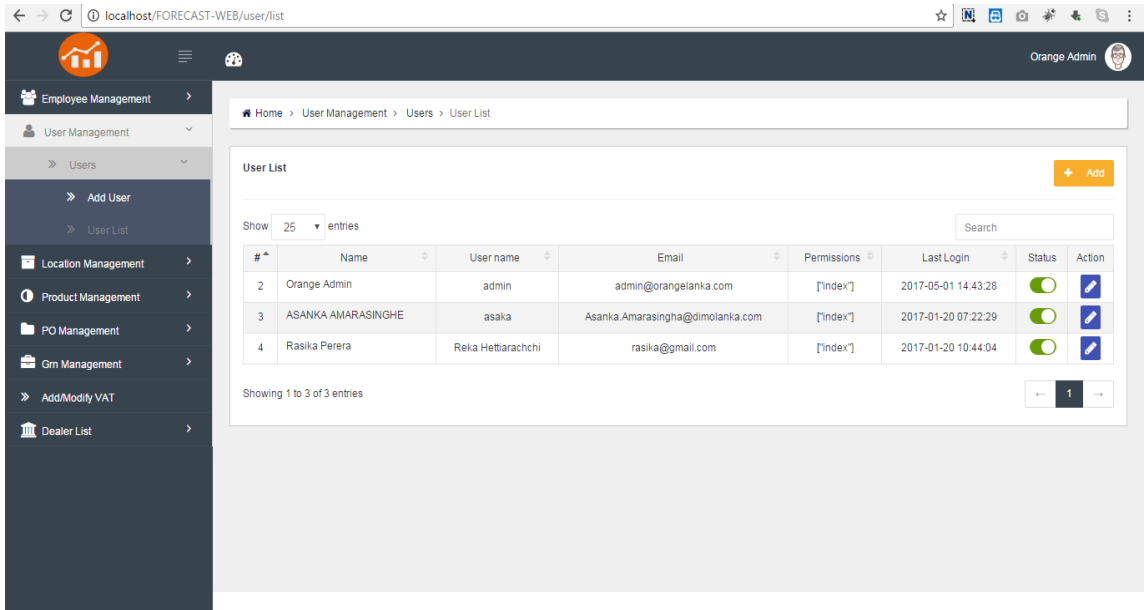 localhost/FORECAST-WEB/user/list
Orange Admin
Employee Management
User Management
Users
Add User
User List
Location Management
Product Management
PO Management
Grn Management
Add/Modify VAT
Dealer List
Home > User Management > Users > User List
User List
+ Add
Show 25 entries
Search
# Name User name Email Permissions Last Login Status Action
2 Orange Admin admin admin@orangelanka.com ["index"] 2017-05-01 14:43:28
3 ASANKA AMARASINGHE asaka Asanka.Amarasingha@dimolanka.com ["index"] 2017-01-20 07:22:29
4 Rasika Perera Reka Hettiarachchi rasika@gmail.com ["index"] 2017-01-20 10:44:04
Showing 1 to 3 of 3 entries
← 1 →